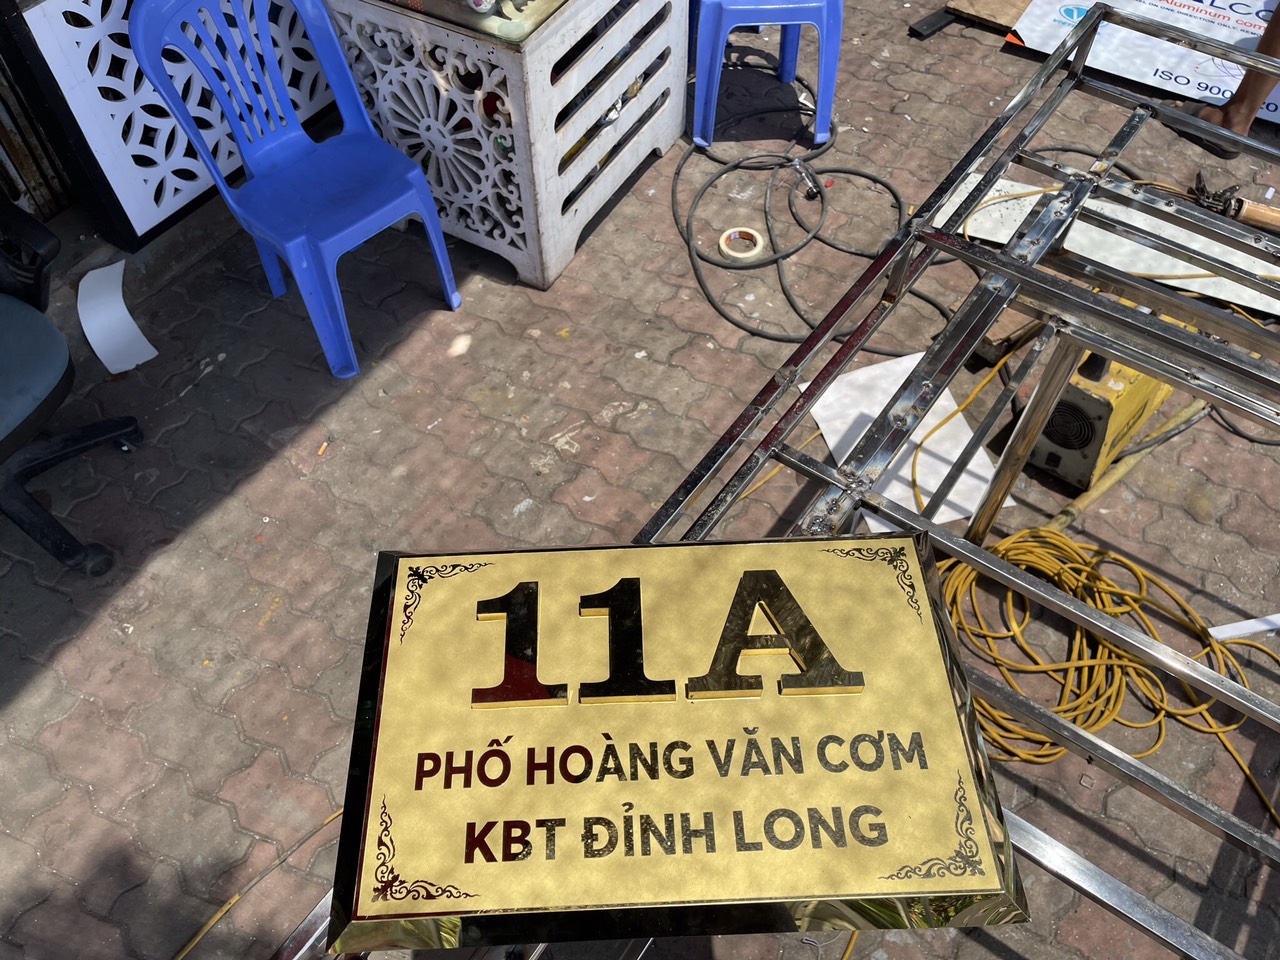 Aluminum com
ISO 900
11A
PHỐ HOÀNG VĂN CƠM
KBT ĐỈNH LONG